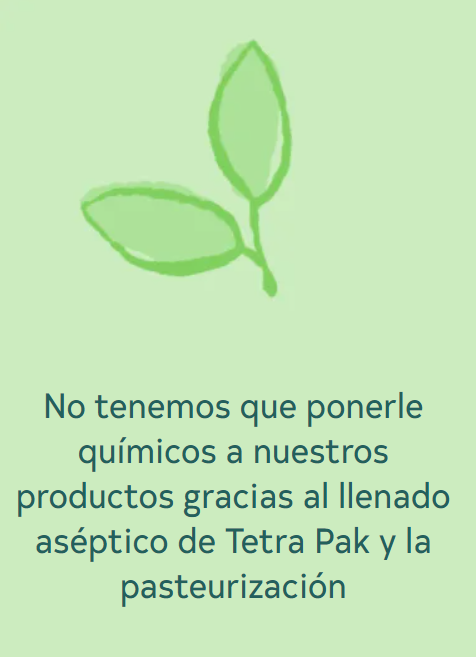 No tenemos que ponerle
químicos a nuestros
productos gracias al llenado
aséptico de Tetra Pak y la
pasteurización